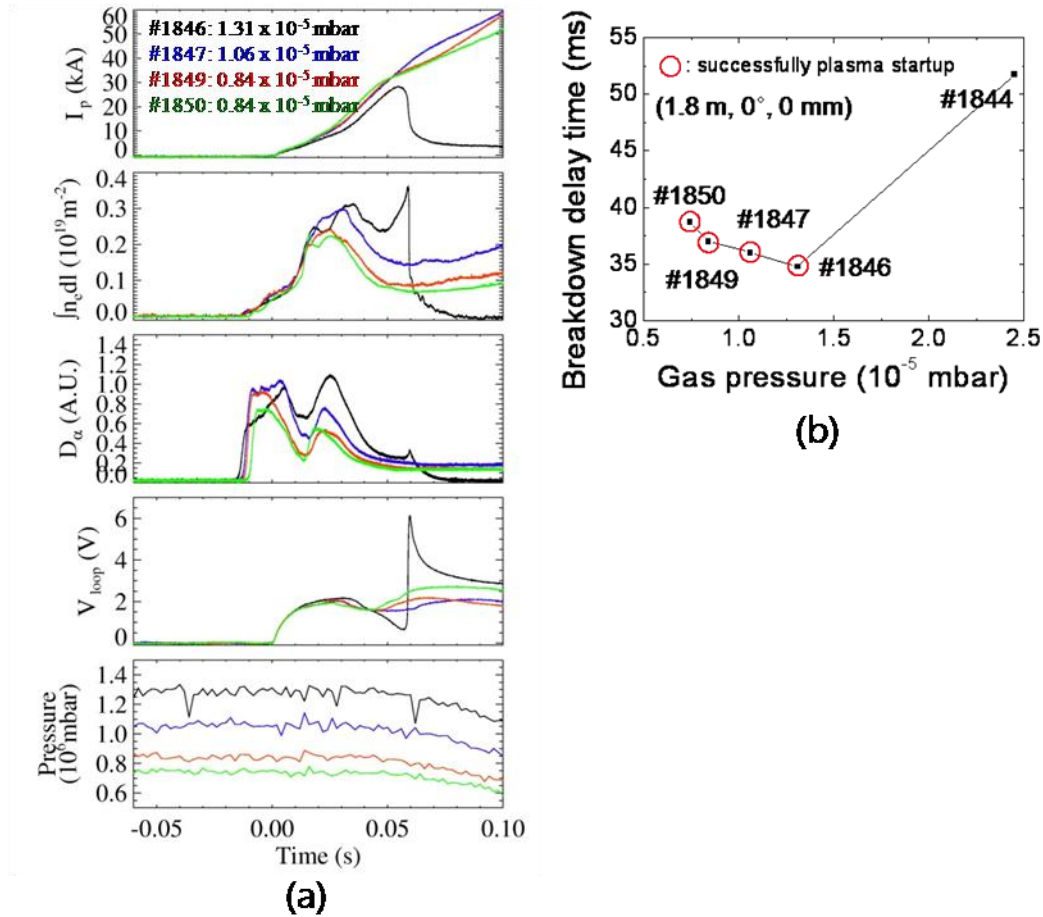 60
50
40
30
20
10
0
I_p (kA)
#1846: 1.31 x 10⁻⁵ mbar
#1847: 1.06 x 10⁻⁵ mbar
#1849: 0.84 x 10⁻⁵ mbar
#1850: 0.84 x 10⁻⁵ mbar
0.4
0.3
0.2
0.1
0.0
∫n_e dl (10¹⁹ m⁻²)
1.4
1.2
1.0
0.8
0.6
0.4
0.2
0.0
D_α (A.U.)
6
4
2
0
V_loop (V)
1.4
1.2
1.0
0.8
0.6
Pressure
(10⁶mbar)
-0.05 0.00 0.05 0.10
Time (s)
(a)
55
50
45
40
35
30
Breakdown delay time (ms)
: successfully plasma startup
(1.8 m, 0°, 0 mm)
#1844
#1850
#1847
#1849
#1846
0.5 1.0 1.5 2.0 2.5
Gas pressure (10⁻⁵ mbar)
(b)